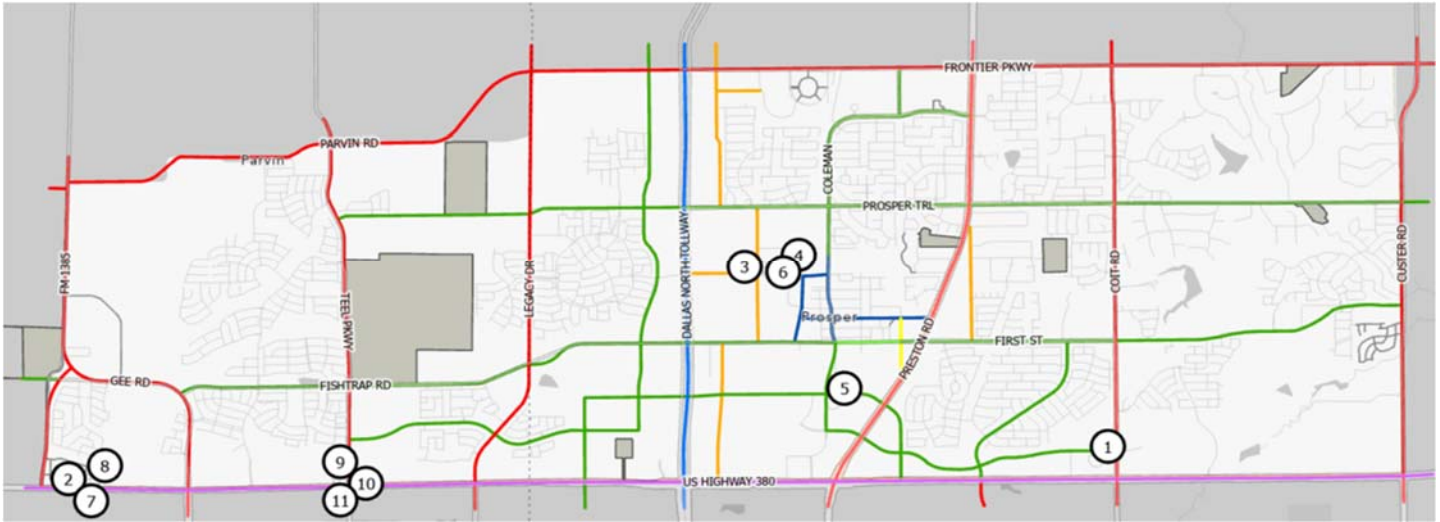 FRONTIER PKWY
PARVIN RD
Parvin
COLEMAN
PROSPER TRL
FM-1385
TEEL PKWY
LEGACY DR
DALLAS NORTH TOLLWAY
COIT RD
CUSTER RD
3
4
6
Prosper
PRESTON RD
FIRST ST
GEE RD
FISHTRAP RD
5
1
9
8
2
10
7
11
US HIGHWAY 380